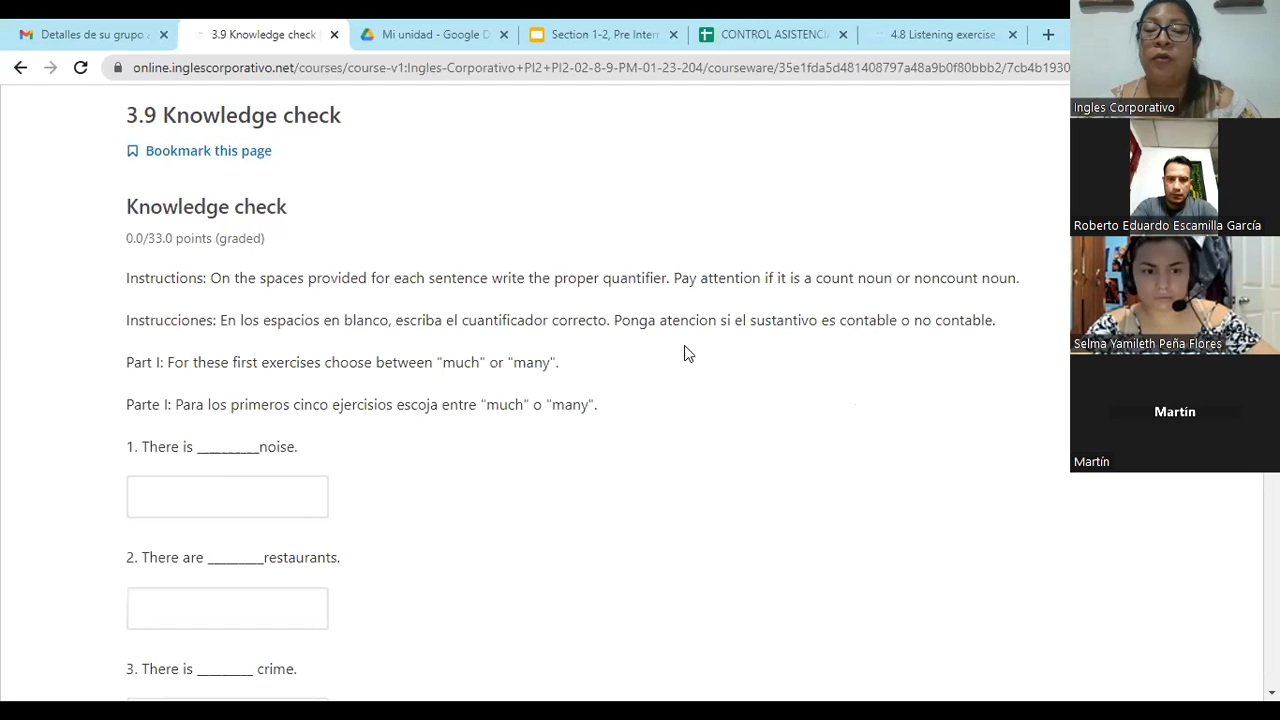 Detalles de su grupo
3.9 Knowledge check
Mi unidad - Google
Section 1-2, Pre Interm
CONTROL ASISTENCIA
4.8 Listening exercise
online.inglescorporativo.net/courses/course-v1:Ingles-Corporativo+PI2+PI2-02-8-9-PM-01-23-204/courseware/35e1fda5d481408797a48a9b0f80bbb2/7cb4b1930
3.9 Knowledge check
Bookmark this page
Knowledge check
0.0/33.0 points (graded)
Instructions: On the spaces provided for each sentence write the proper quantifier. Pay attention if it is a count noun or noncount noun.
Instrucciones: En los espacios en blanco, escriba el cuantificador correcto. Ponga atencion si el sustantivo es contable o no contable.
Part I: For these first exercises choose between "much" or "many".
Parte I: Para los primeros cinco ejercisios escoja entre "much" o "many".
1. There is __________noise.
2. There are _________restaurants.
3. There is _________ crime.
Ingles Corporativo
Roberto Eduardo Escamilla García
Selma Yamileth Peña Flores
Martín
Martín